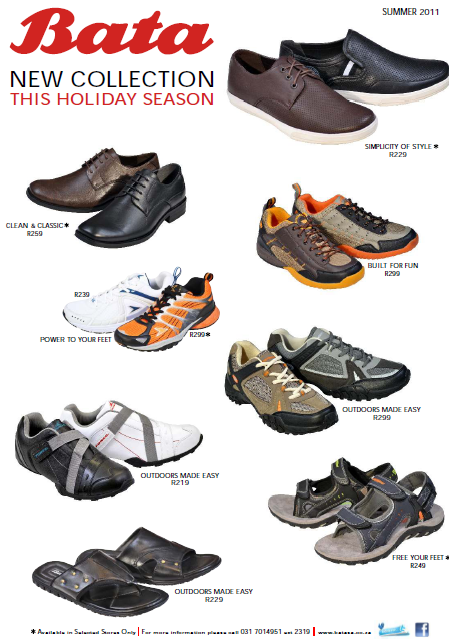 SUMMER 2011
Bata
NEW COLLECTION
THIS HOLIDAY SEASON
SIMPLICITY OF STYLE *
R229
CLEAN & CLASSIC *
R259
BUILT FOR FUN
R299
R239
R299 *
POWER TO YOUR FEET
OUTDOORS MADE EASY
R299
OUTDOORS MADE EASY
R219
FREE YOUR FEET *
R249
OUTDOORS MADE EASY
R229
* Available in Selected Stores Only | For more information please call 031 7014951 ext 2319 | www.batasa.co.za
f